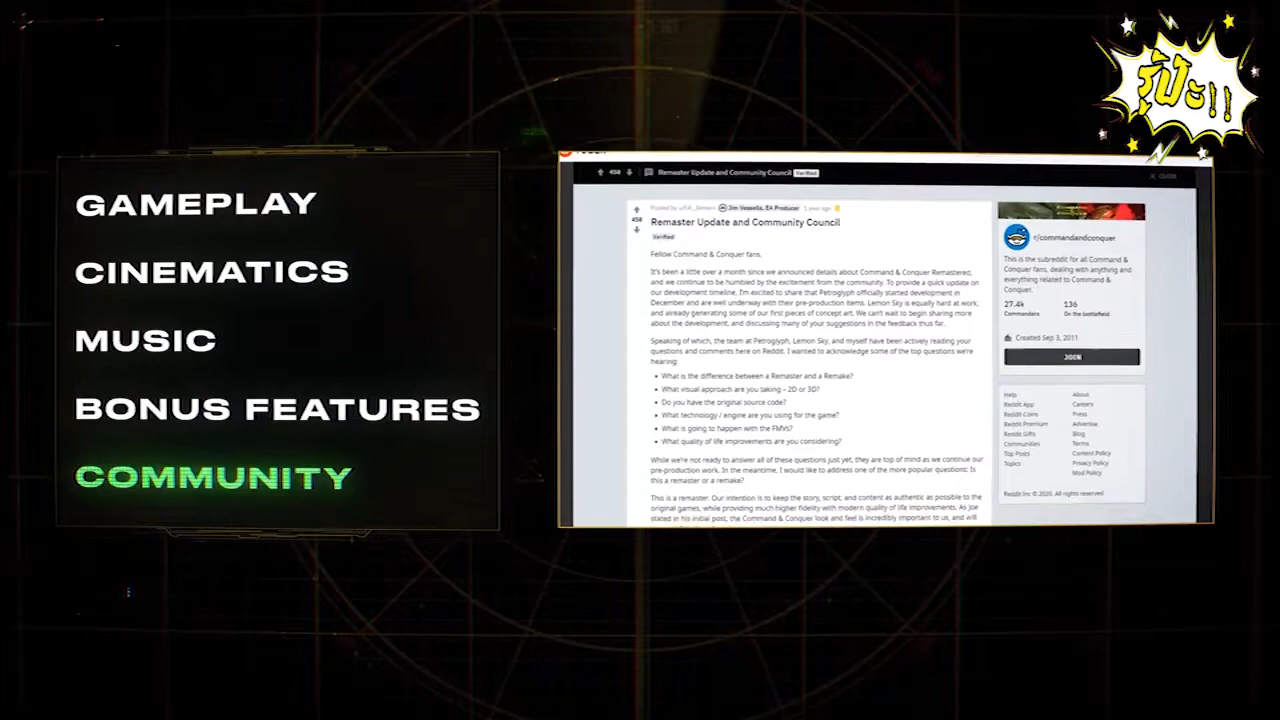 รูปะ!!
GAMEPLAY
CINEMATICS
MUSIC
BONUS FEATURES
COMMUNITY
458
Remaster Update and Community Council
Verified
CLOSE
458
Posted by
Jim Vessella, EA Producer
1 year ago
Remaster Update and Community Council
Verified
Fellow Command & Conquer fans,
It's been a little over a month since we announced details about Command & Conquer Remastered,
and we continue to be humbled by the excitement from the community. To provide a quick update on
our development timeline, I'm excited to share that Petroglyph officially started development in
December and are well underway with their pre-production items. Lemon Sky is equally hard at work,
and already generating some of our first pieces of concept art. We can't wait to begin sharing more
about the development, and discussing many of your suggestions in the feedback thus far.
Speaking of which, the team at Petroglyph, Lemon Sky, and myself have been actively reading your
questions and comments here on Reddit. I wanted to acknowledge some of the top questions we're
hearing:
• What is the difference between a Remaster and a Remake?
• What visual approach are you taking - 2D or 3D?
• Do you have the original source code?
• What technology / engine are you using for the game?
• What is going to happen with the FMVs?
• What quality of life improvements are you considering?
While we're not ready to answer all of these questions just yet, they are top of mind as we continue our
pre-production work. In the meantime, I would like to address one of the more popular questions: Is
this a remaster or a remake?
This is a remaster. Our intention is to keep the story, script, and content as authentic as possible to the
original games, while providing much higher fidelity with modern quality of life improvements. As Joe
stated in his initial post, the Command & Conquer look and feel is incredibly important to us, and will
r/commandandconquer
This is the subreddit for all Command &
Conquer fans, dealing with anything and
everything related to Command &
Conquer.
27.4k 136
Commanders On the battlefield
Created Sep 3, 2011
JOIN
Help About
Reddit App Careers
Reddit Coins Press
Reddit Premium Advertise
Reddit Gifts Blog
Communities Terms
Top Posts Content Policy
Topics Privacy Policy
Mod Policy
Reddit Inc © 2020. All rights reserved